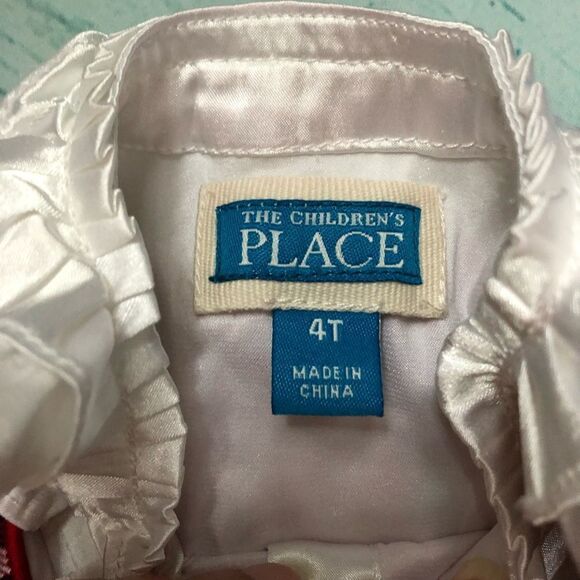 THE CHILDREN'S
PLACE
4T
MADE IN
CHINA